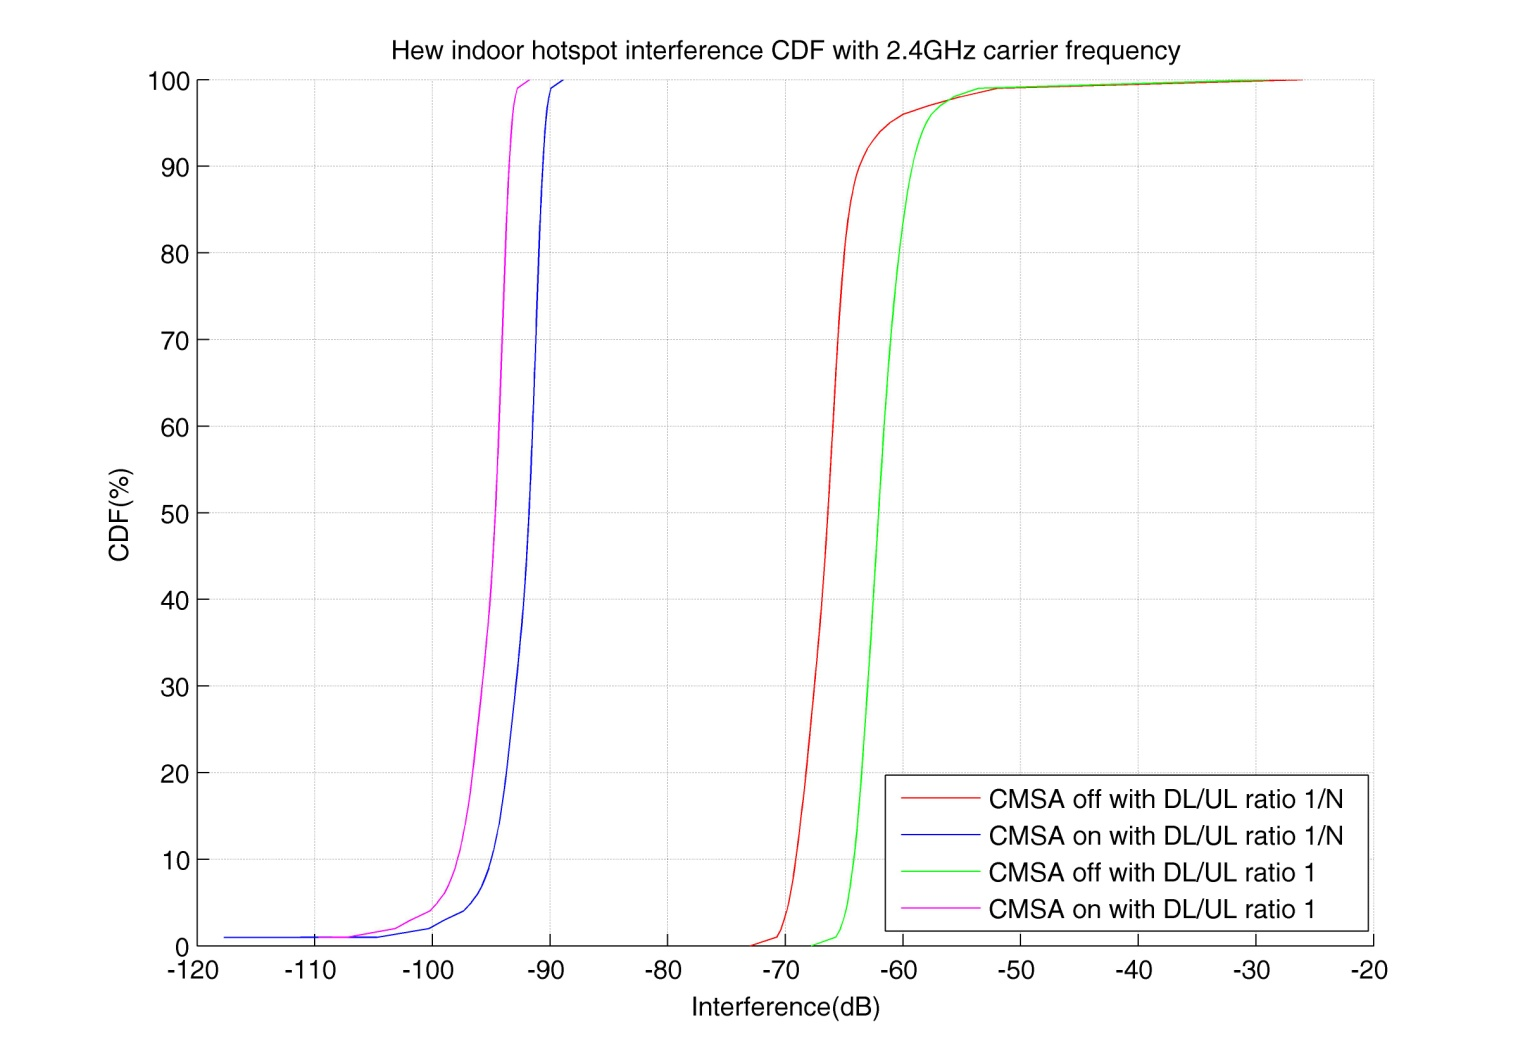 Hew indoor hotspot interference CDF with 2.4GHz carrier frequency
100
90
80
70
60
50
40
30
20
10
0
CDF(%)
CMSA off with DL/UL ratio 1/N
CMSA on with DL/UL ratio 1/N
CMSA off with DL/UL ratio 1
CMSA on with DL/UL ratio 1
-120 -110 -100 -90 -80 -70 -60 -50 -40 -30 -20
Interference(dB)